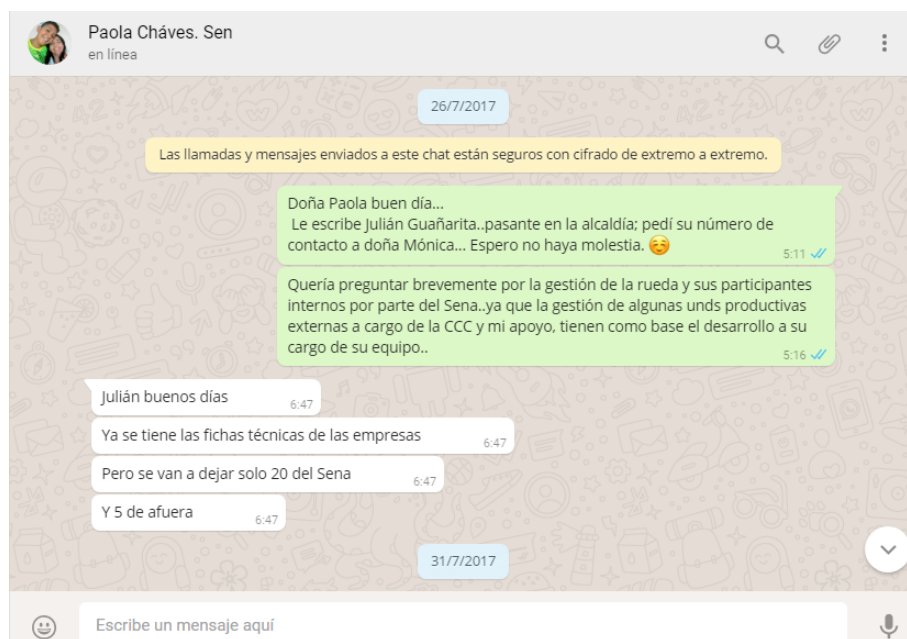 Paola Cháves. Sen
en línea
26/7/2017
Las llamadas y mensajes enviados a este chat están seguros con cifrado de extremo a extremo.
Doña Paola buen día...
Le escribe Julián Guañarita..pasante en la alcaldía; pedí su número de
contacto a doña Mónica... Espero no haya molestia. ☺️
5:11
Quería preguntar brevemente por la gestión de la rueda y sus participantes
internos por parte del Sena..ya que la gestión de algunas unds productivas
externas a cargo de la CCC y mi apoyo, tienen como base el desarrollo a su
cargo de su equipo..
5:16
Julián buenos días
6:47
Ya se tiene las fichas técnicas de las empresas
6:47
Pero se van a dejar solo 20 del Sena
6:47
Y 5 de afuera
6:47
31/7/2017
Escribe un mensaje aquí